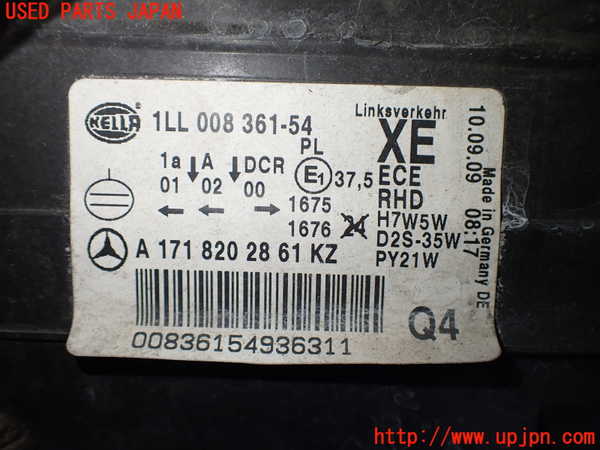 USED PARTS JAPAN
HELLA
1LL 008 361-54
Linksverkehr
XE
PL
1a A DCR
01 02 00
E1 37,5
ECE
RHD
1675
1676 24
H7W5W
D2S-35W
PY21W
A 171 820 28 61 KZ
10.09.09 08:17
Made in Germany DE
00836154936311
Q4
http://www.upjpn.com/